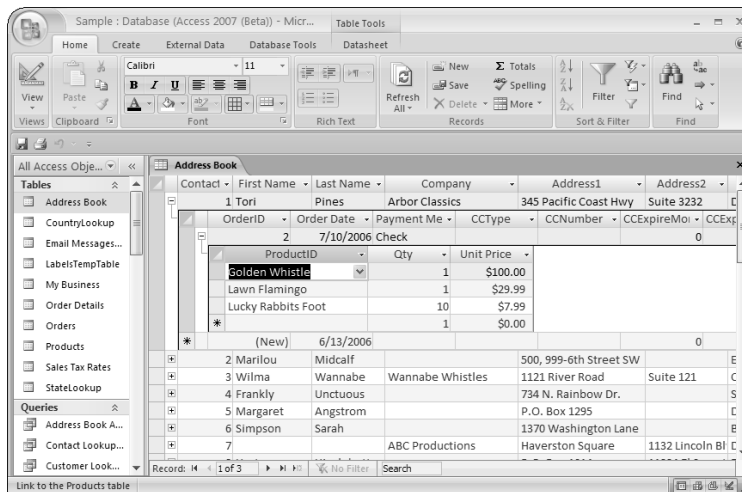 Sample : Database (Access 2007 (Beta)) - Micr...
Table Tools
Home Create External Data Database Tools Datasheet
Calibri 11
B I U
View Paste
Refresh All
New Save Delete
Σ Totals Spelling More
Filter Find
Views Clipboard Font Rich Text Records Sort & Filter Find
All Access Obje...
Tables
Address Book
CountryLookup
Email Messages...
LabelsTempTable
My Business
Order Details
Orders
Products
Sales Tax Rates
StateLookup
Queries
Address Book A...
Contact Lookup...
Customer Look...
Address Book
Contact First Name Last Name Company Address1 Address2
1 Tori Pines Arbor Classics 345 Pacific Coast Hwy Suite 3232 D
OrderID Order Date Payment Me CCType CCNumber CCExpireMo CCExp
2 7/10/2006 Check 0
ProductID Qty Unit Price
Golden Whistle 1 $100.00
Lawn Flamingo 1 $29.99
Lucky Rabbits Foot 10 $7.99
* 1 $0.00
* (New) 6/13/2006 0
2 Marilou Midcalf 500, 999-6th Street SW E
3 Wilma Wannabe Wannabe Whistles 1121 River Road Suite 121 C
4 Frankly Unctuous 734 N. Rainbow Dr. S
5 Margaret Angstrom P.O. Box 1295 D
6 Simpson Sarah 1370 Washington Lane B
7 ABC Productions Haverston Square 1132 Lincoln Bl D
Record: 1 of 3 No Filter Search
Link to the Products table